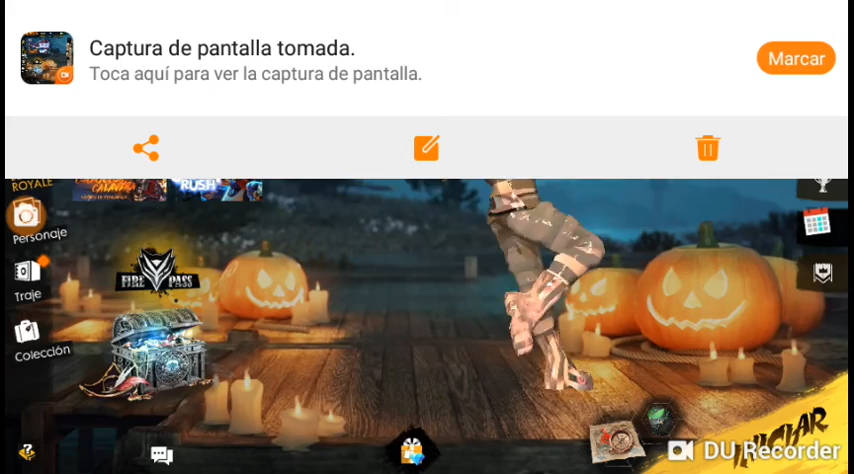 Captura de pantalla tomada.
Toca aquí para ver la captura de pantalla.
Marcar
ROYALE
RUSH
Personaje
FIRE PASS
Traje
Colección
INICIAR
DU Recorder